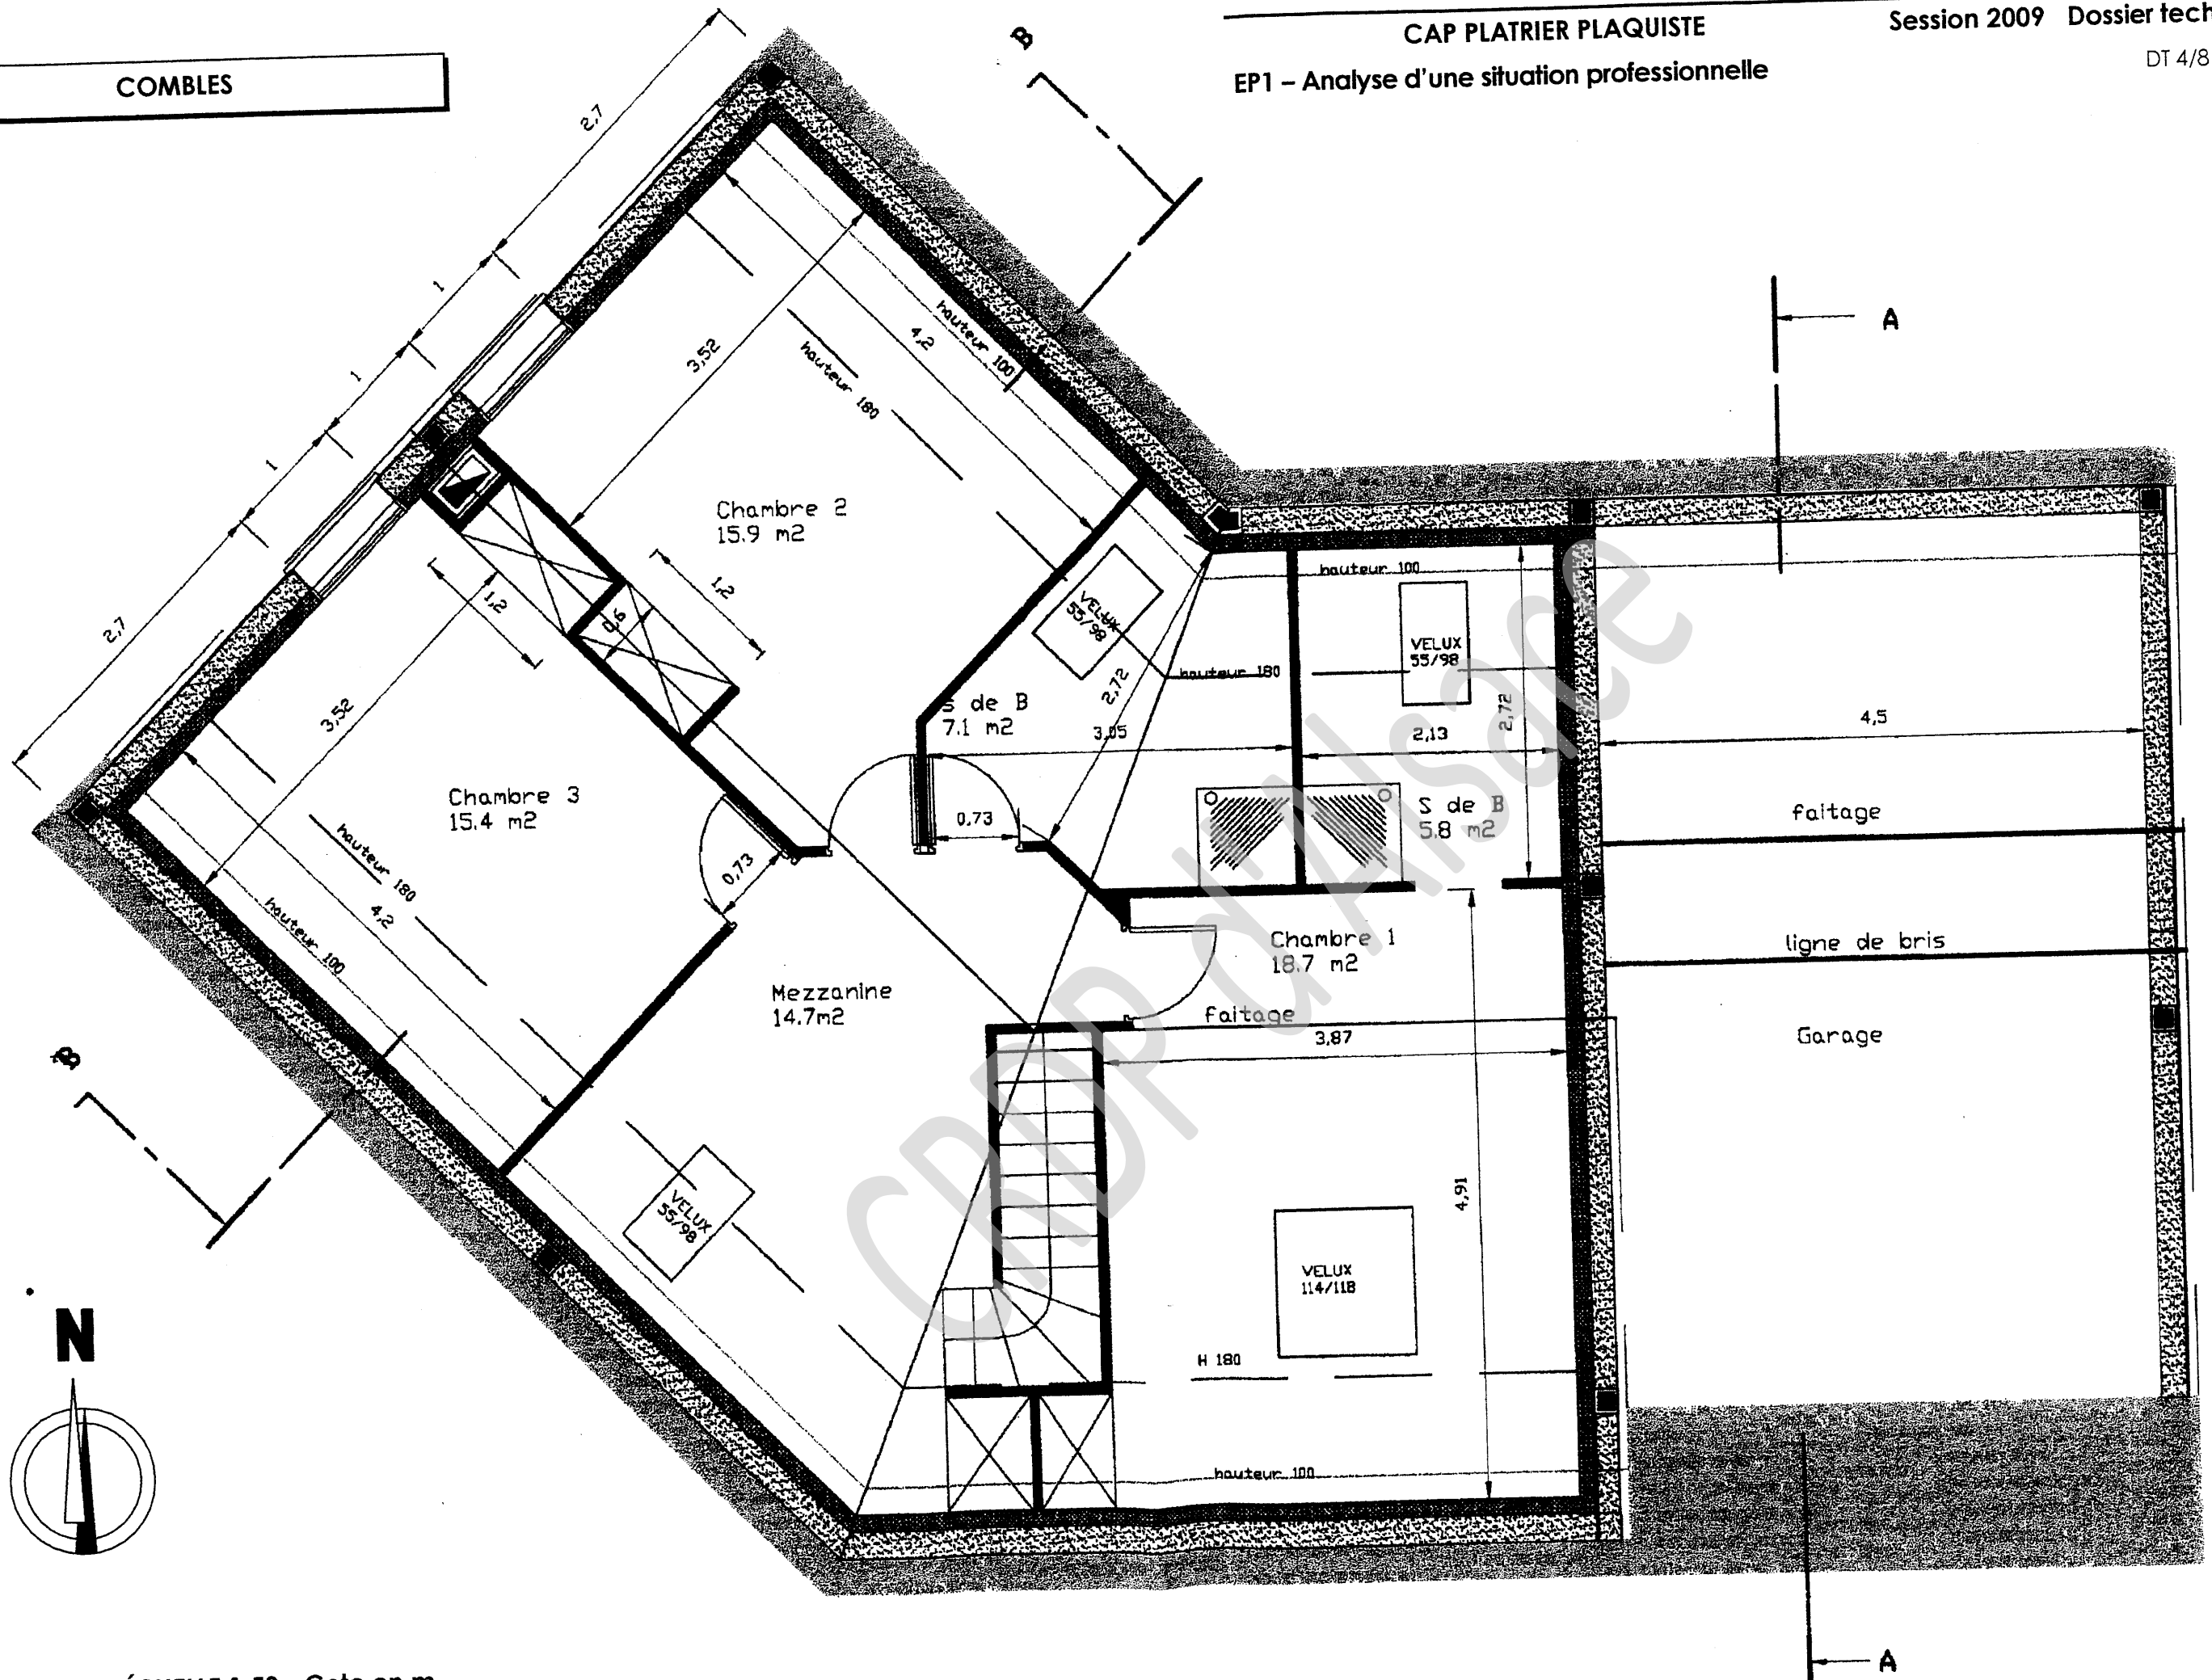 CAP PLATRIER PLAQUISTE
Session 2009 Dossier tech
EP1 – Analyse d'une situation professionnelle
DT 4/8
COMBLES
B
A
2,7
1
1
1
2,7
3,52
4,2
hauteur 100
hauteur 180
Chambre 2
15.9 m2
1,2
1,2
0,6
3,52
Chambre 3
15.4 m2
hauteur 180
4,2
hauteur 100
0,73
VELUX
55/98
hauteur 100
hauteur 180
2,72
S de B
7.1 m2
3,05
0,73
VELUX
55/98
2,72
2,13
S de B
5.8 m2
4,5
faitage
ligne de bris
Garage
Chambre 1
18.7 m2
faitage
3,87
Mezzanine
14.7m2
4,91
VELUX
55/98
VELUX
114/118
H 180
hauteur 100
B
N
A
CRDP d'Alsace